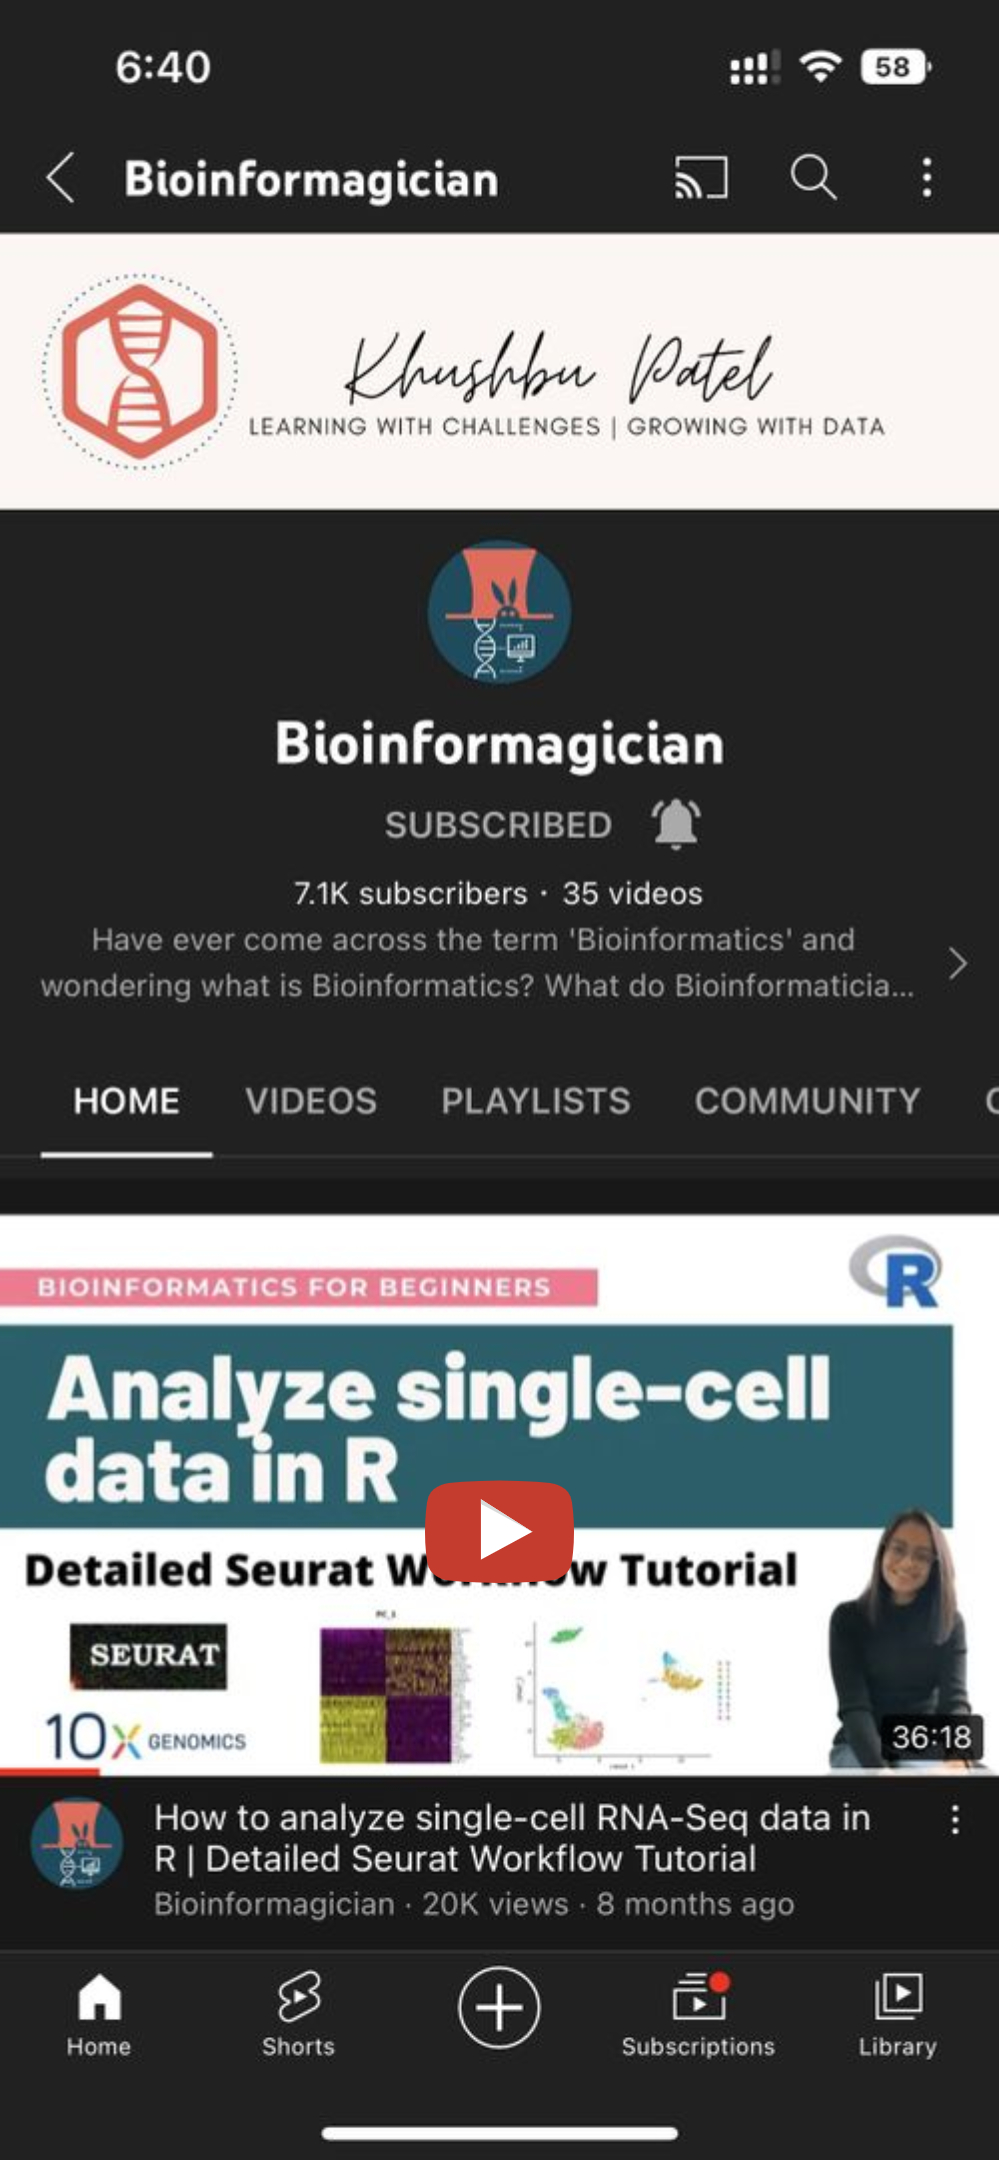 6:40
58
Bioinformagician
Khushbu Patel
LEARNING WITH CHALLENGES | GROWING WITH DATA
Bioinformagician
SUBSCRIBED
7.1K subscribers · 35 videos
Have ever come across the term 'Bioinformatics' and
wondering what is Bioinformatics? What do Bioinformaticia...
HOME VIDEOS PLAYLISTS COMMUNITY
BIOINFORMATICS FOR BEGINNERS
R
Analyze single-cell
data in R
Detailed Seurat Tutorial
PC_1
SEURAT
10X GENOMICS
36:18
How to analyze single-cell RNA-Seq data in
R | Detailed Seurat Workflow Tutorial
Bioinformagician · 20K views · 8 months ago
Home Shorts Subscriptions Library